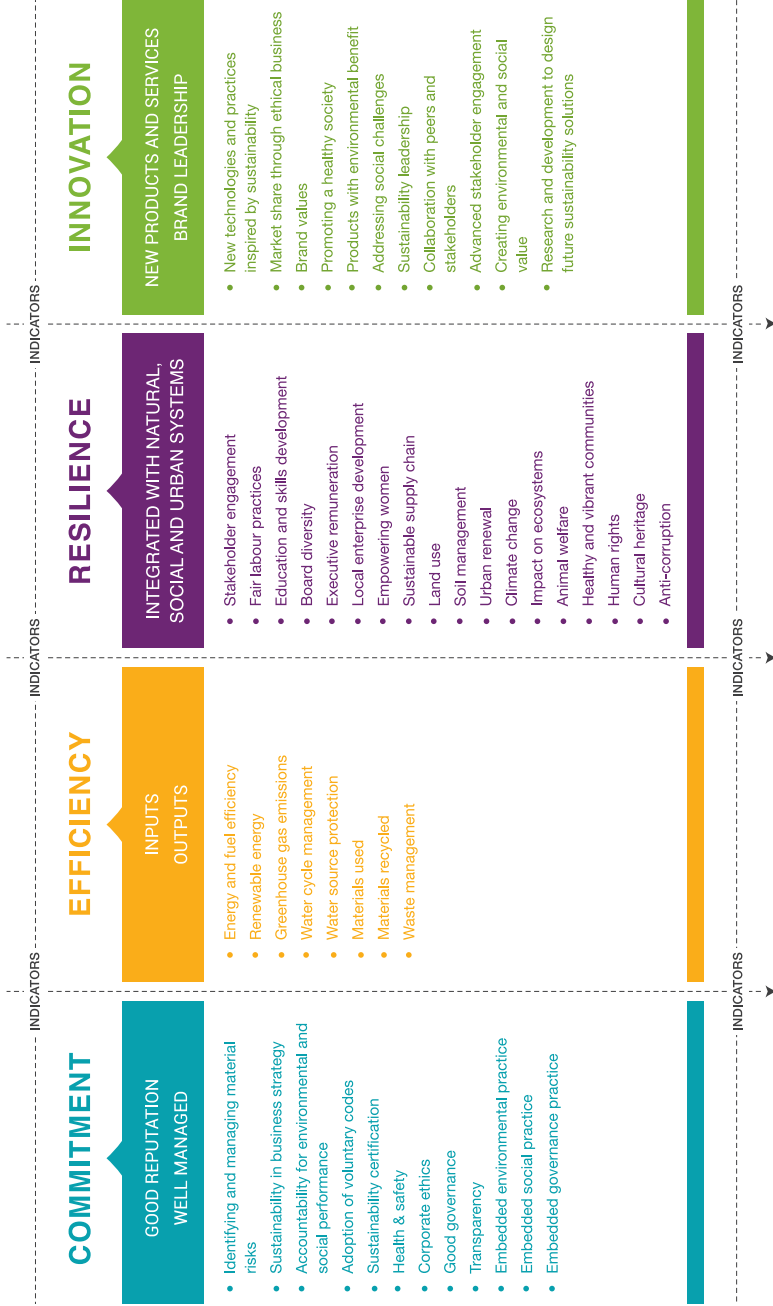 COMMITMENT
GOOD REPUTATION
WELL MANAGED
• Identifying and managing material
risks
• Sustainability in business strategy
• Accountability for environmental and
social performance
• Adoption of voluntary codes
• Sustainability certification
• Health & safety
• Corporate ethics
• Good governance
• Transparency
• Embedded environmental practice
• Embedded social practice
• Embedded governance practice
INDICATORS
INDICATORS
EFFICIENCY
INPUTS
OUTPUTS
• Energy and fuel efficiency
• Renewable energy
• Greenhouse gas emissions
• Water cycle management
• Water source protection
• Materials used
• Materials recycled
• Waste management
INDICATORS
INDICATORS
RESILIENCE
INTEGRATED WITH NATURAL,
SOCIAL AND URBAN SYSTEMS
• Stakeholder engagement
• Fair labour practices
• Education and skills development
• Board diversity
• Executive remuneration
• Local enterprise development
• Empowering women
• Sustainable supply chain
• Land use
• Soil management
• Urban renewal
• Climate change
• Impact on ecosystems
• Animal welfare
• Healthy and vibrant communities
• Human rights
• Cultural heritage
• Anti-corruption
INDICATORS
INDICATORS
INNOVATION
NEW PRODUCTS AND SERVICES
BRAND LEADERSHIP
• New technologies and practices
inspired by sustainability
• Market share through ethical business
• Brand values
• Promoting a healthy society
• Products with environmental benefit
• Addressing social challenges
• Sustainability leadership
• Collaboration with peers and
stakeholders
• Advanced stakeholder engagement
• Creating environmental and social
value
• Research and development to design
future sustainability solutions